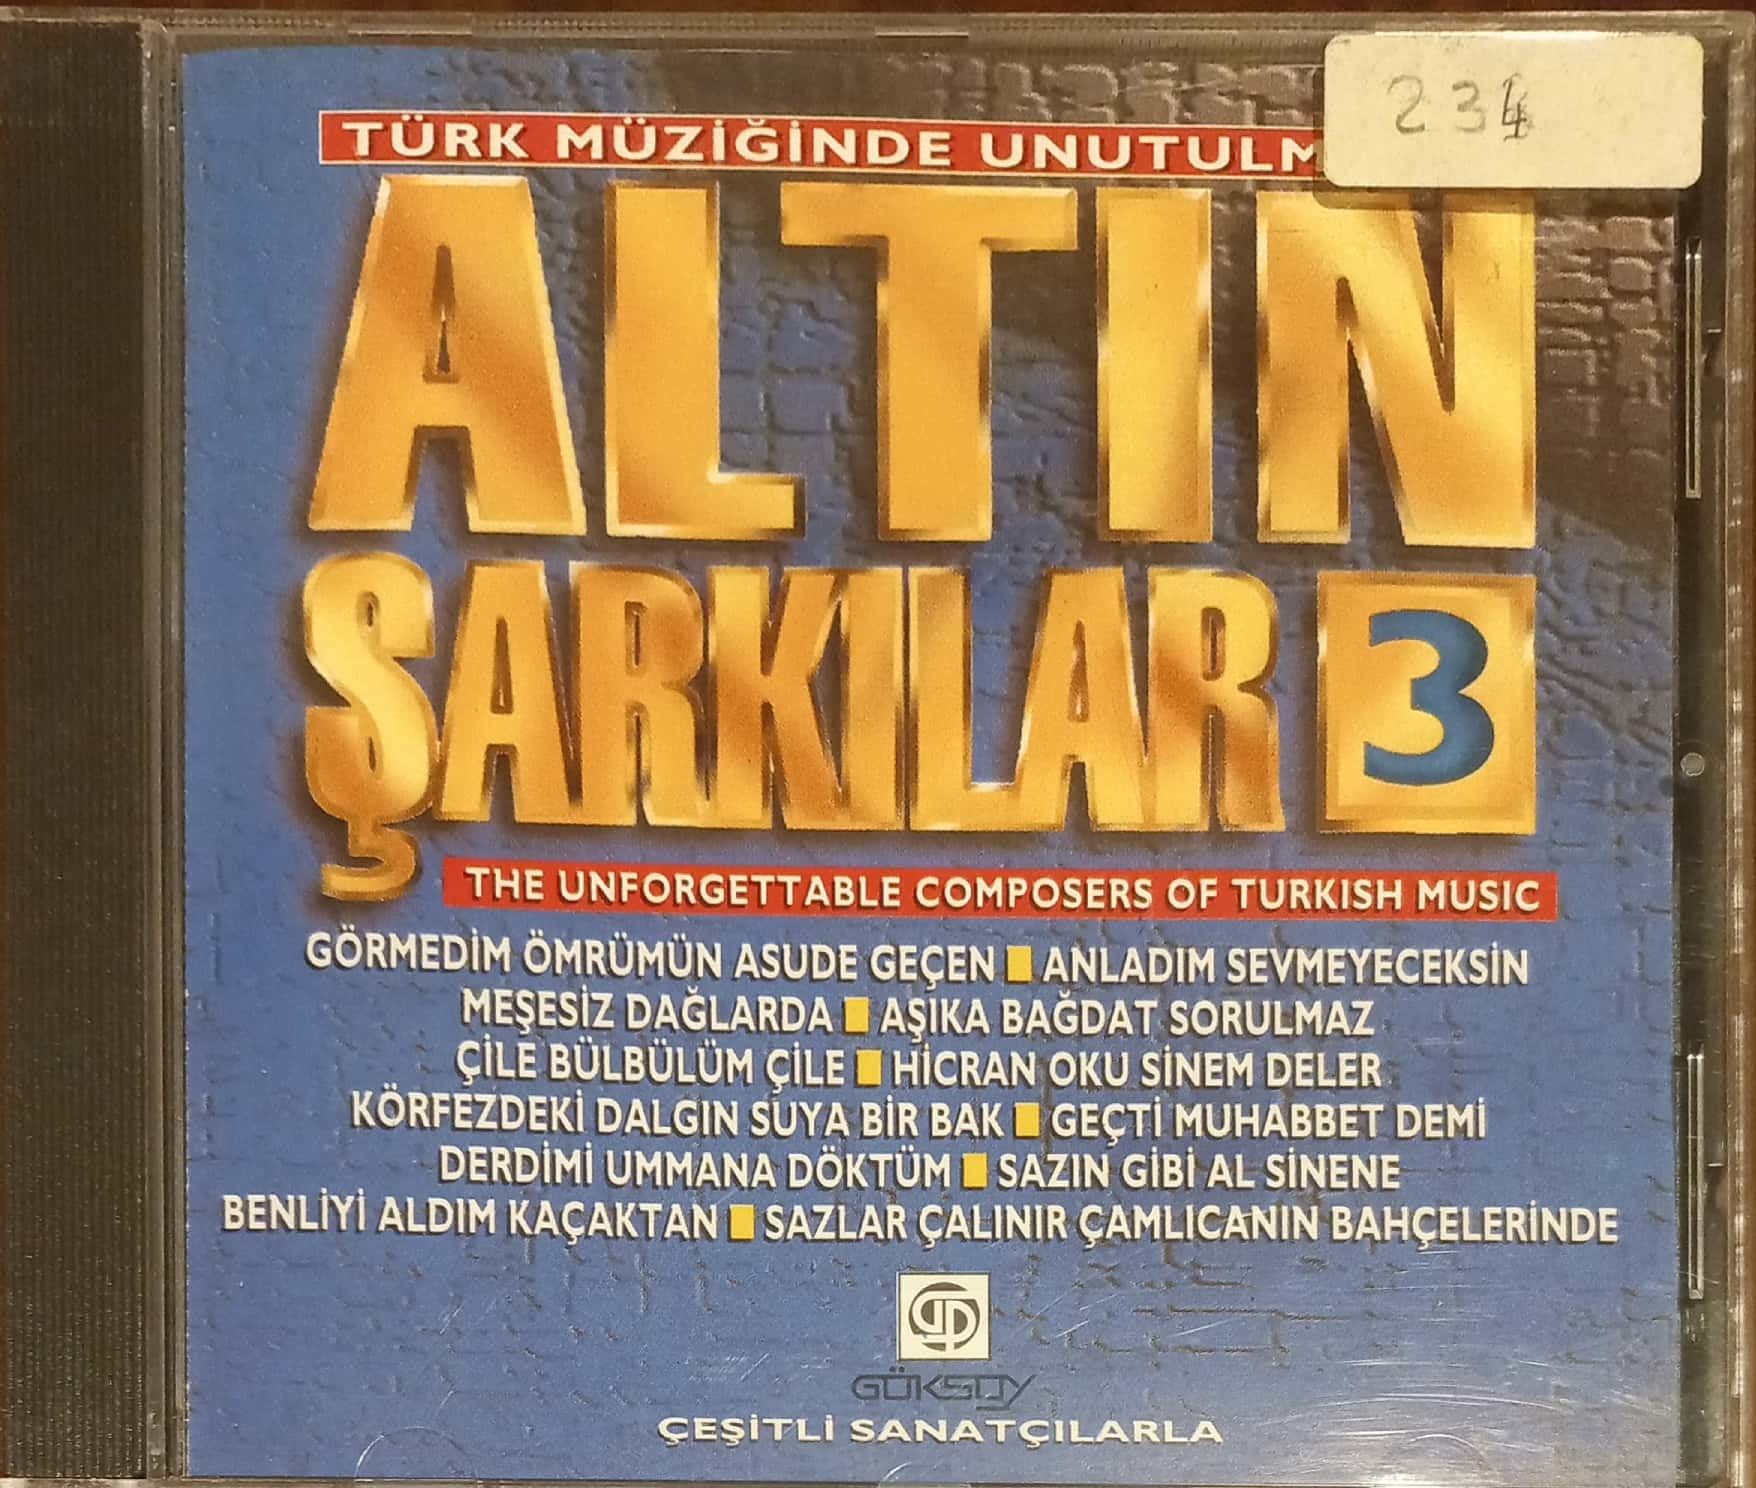 TÜRK MÜZİĞİNDE
ALTIN
ŞARKILAR 3
THE UNFORGETTABLE COMPOSERS OF TURKISH MUSIC
GÖRMEDİM ÖMRÜMÜN ASUDE GEÇEN ■ ANLADIM SEVMEYECEKSİN
MEŞESİZ DAĞLARDA ■ AŞIKA BAĞDAT SORULMAZ
ÇİLE BÜLBÜLÜM ÇİLE ■ HİCRAN OKU SİNEM DELER
KÖRFEZDEKİ DALGIN SUYA BİR BAK ■ GEÇTİ MUHABBET DEMİ
DERDİMİ UMMANA DÖKTÜM ■ SAZIN GİBİ AL SİNENE
BENLİYİ ALDIM KAÇAKTAN ■ SAZLAR ÇALINIR ÇAMLICANIN BAHÇELERİNDE
GÖKSOY
ÇEŞİTLİ SANATÇILARLA